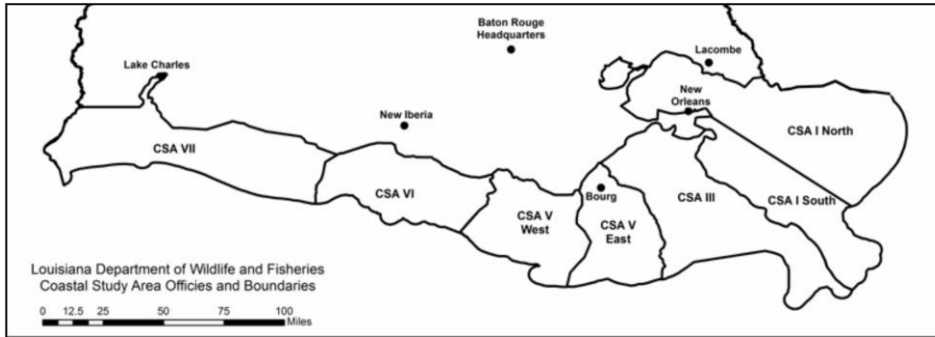 Baton Rouge
Headquarters
Lacombe
Lake Charles
New
Orleans
New Iberia
CSA I North
CSA VII
CSA VI
Bourg
CSA III
CSA I South
CSA V
West
CSA V
East
Louisiana Department of Wildlife and Fisheries
Coastal Study Area Officies and Boundaries
0 12.5 25 50 75 100
Miles